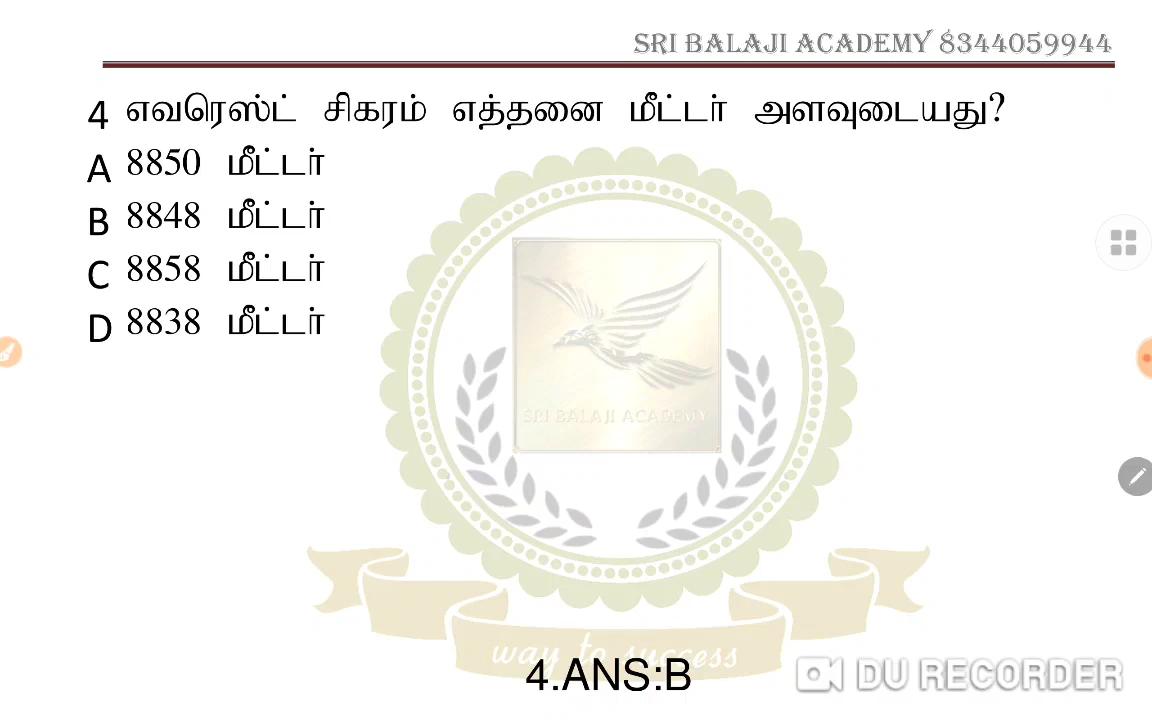 SRI BALAJI ACADEMY 8344059944
4 எவரெஸ்ட் சிகரம் எத்தனை மீட்டர் அளவுடையது?
A 8850 மீட்டர்
B 8848 மீட்டர்
C 8858 மீட்டர்
D 8838 மீட்டர்
SRI BALAJI ACADEMY
way to success
4.ANS:B
DU RECORDER